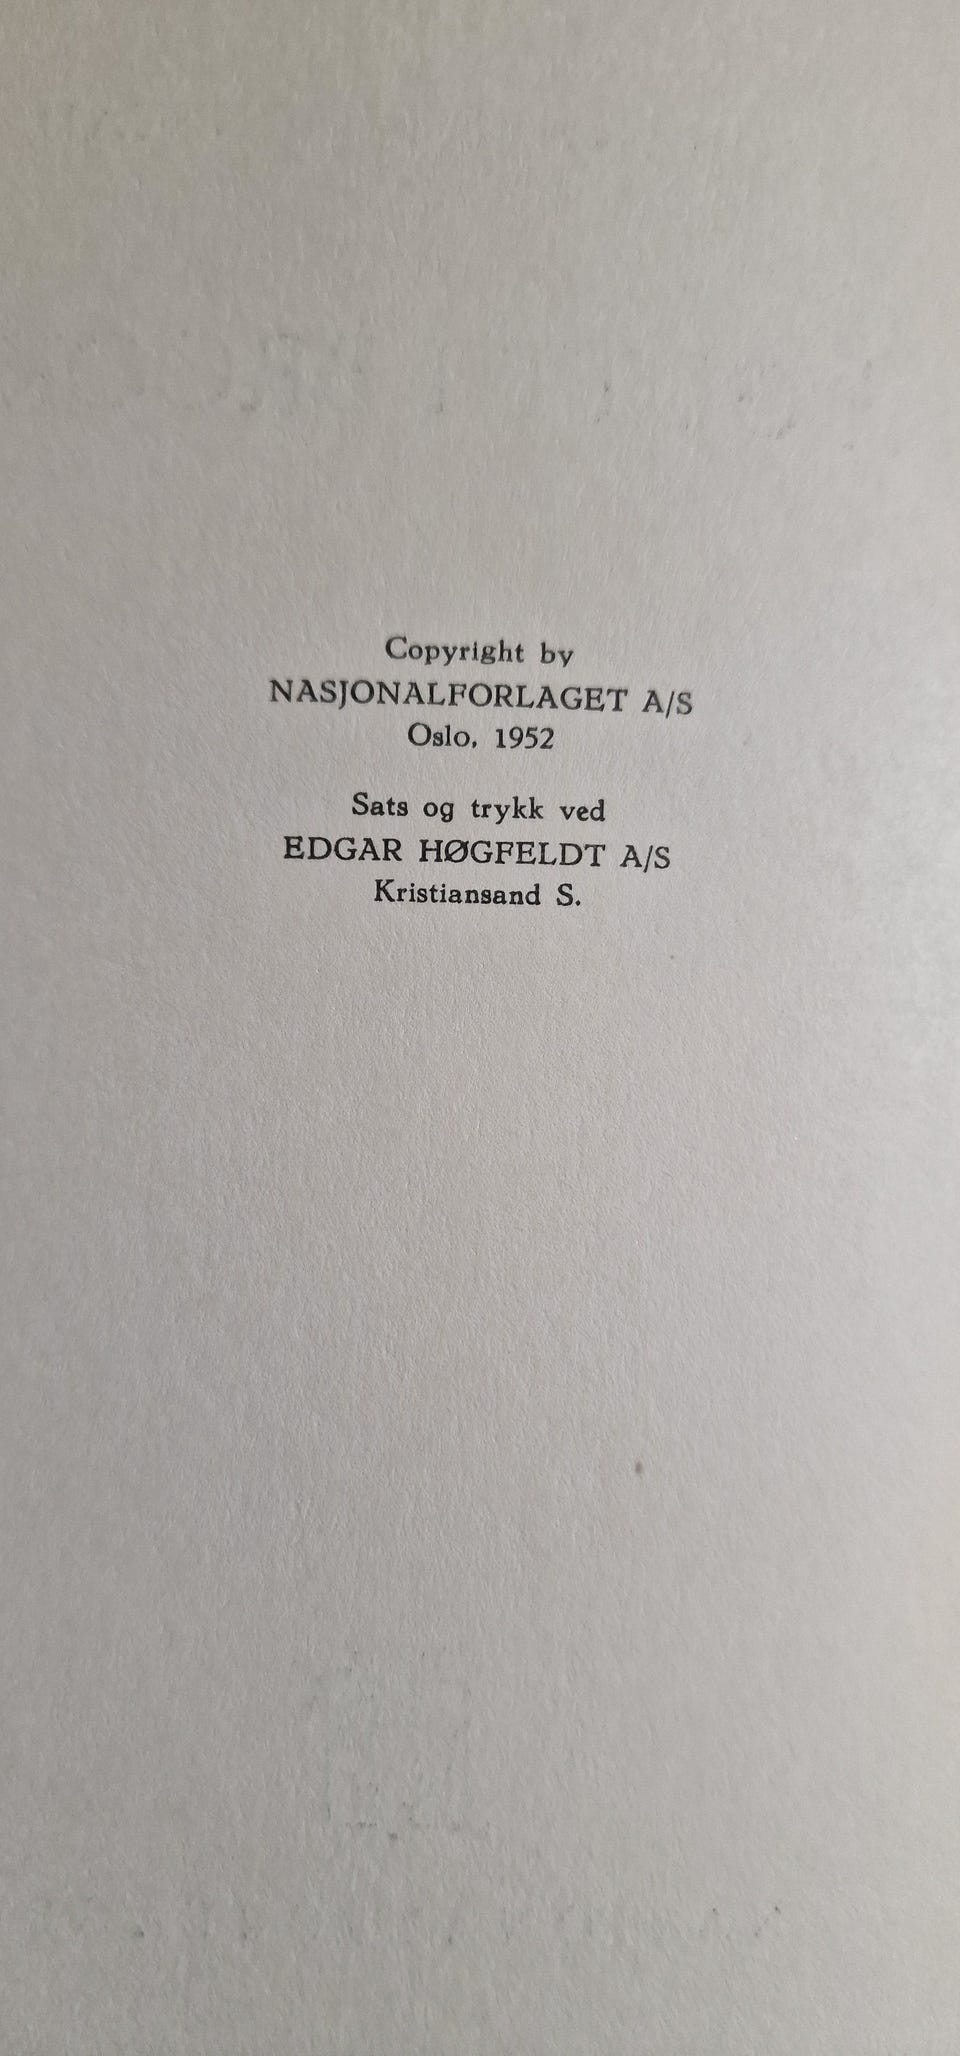 Copyright by
NASJONALFORLAGET A/S
Oslo, 1952
Sats og trykk ved
EDGAR HØGFELDT A/S
Kristiansand S.